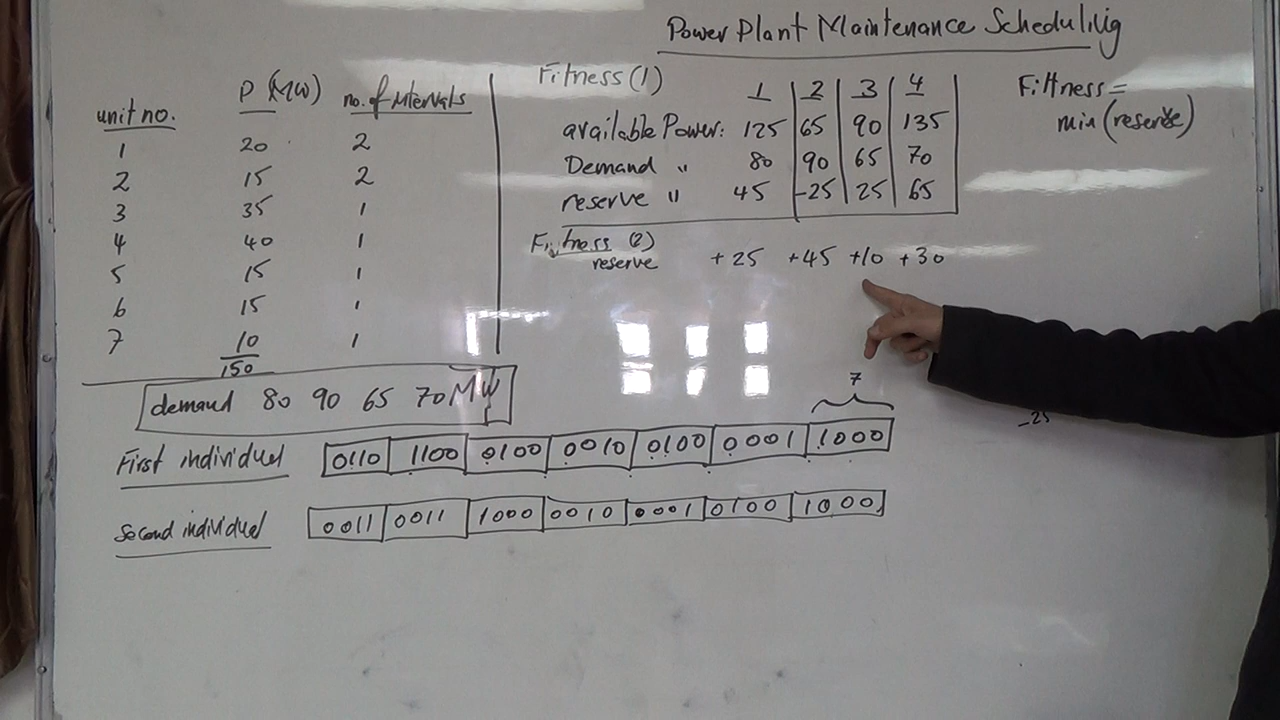 Power Plant Maintenance Scheduling
unit no. P (MW) no. of intervals
1 20 2
2 15 2
3 35 1
4 40 1
5 15 1
6 15 1
7 10 1
150
demand 80 90 65 70 MW
Fitness (1) 1 2 3 4
available Power: 125 65 90 135
Demand " 80 90 65 70
reserve " 45 -25 25 65
Fitness (2)
reserve +25 +45 +10 +30
Fittness =
min (reserve)
7
-25
First individuel 0110 1100 0100 0010 0100 0001 1000
Second individuel 0011 0011 1000 0010 0001 0100 1000